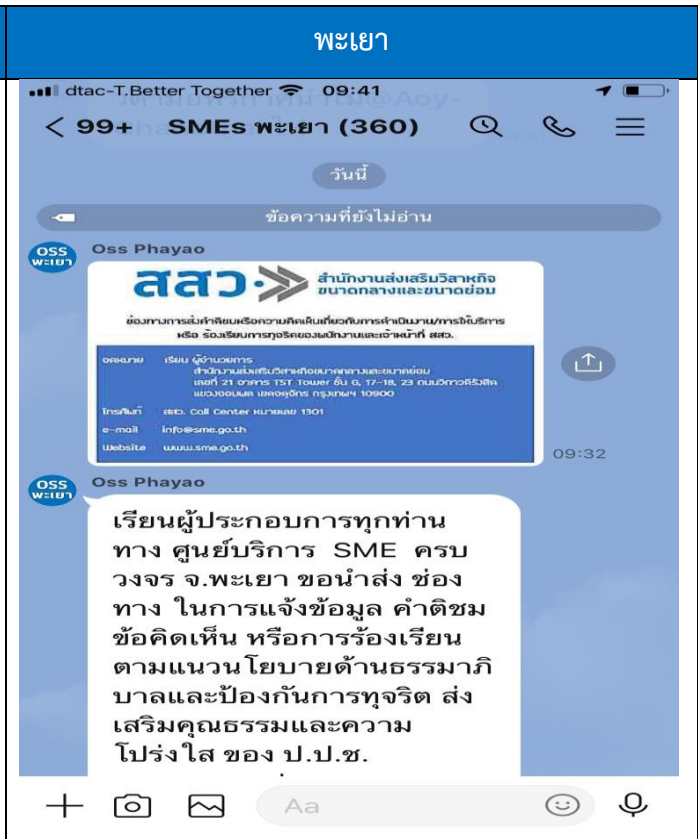 พะเยา
dtac-T.Better Together 09:41
99+ SMEs พะเยา (360)
วันนี้
ข้อความที่ยังไม่อ่าน
OSS พะเยา
Oss Phayao
สสว. สำนักงานส่งเสริมวิสาหกิจ
ขนาดกลางและขนาดย่อม
ช่องทางการส่งคำติชมหรือความคิดเห็นเกี่ยวกับการดำเนินงาน/การให้บริการ
หรือ ร้องเรียนการทุจริตของพนักงานและเจ้าหน้าที่ สสว.
จดหมาย เรียน ผู้อำนวยการ
สำนักงานส่งเสริมวิสาหกิจขนาดกลางและขนาดย่อม
เลขที่ 21 อาคาร TST Tower ชั้น G, 17-18, 23 ถนนวิภาวดีรังสิต
แขวงจอมพล เขตจตุจักร กรุงเทพฯ 10900
โทรศัพท์ สสว. Call Center หมายเลข 1301
e-mail info@sme.go.th
Website www.sme.go.th
09:32
OSS พะเยา
Oss Phayao
เรียนผู้ประกอบการทุกท่าน
ทาง ศูนย์บริการ SME ครบ
วงจร จ.พะเยา ขอนำส่ง ช่อง
ทาง ในการแจ้งข้อมูล คำติชม
ข้อคิดเห็น หรือการร้องเรียน
ตามแนวนโยบายด้านธรรมาภิ
บาลและป้องกันการทุจริต ส่ง
เสริมคุณธรรมและความ
โปร่งใส ของ ป.ป.ช.
Aa